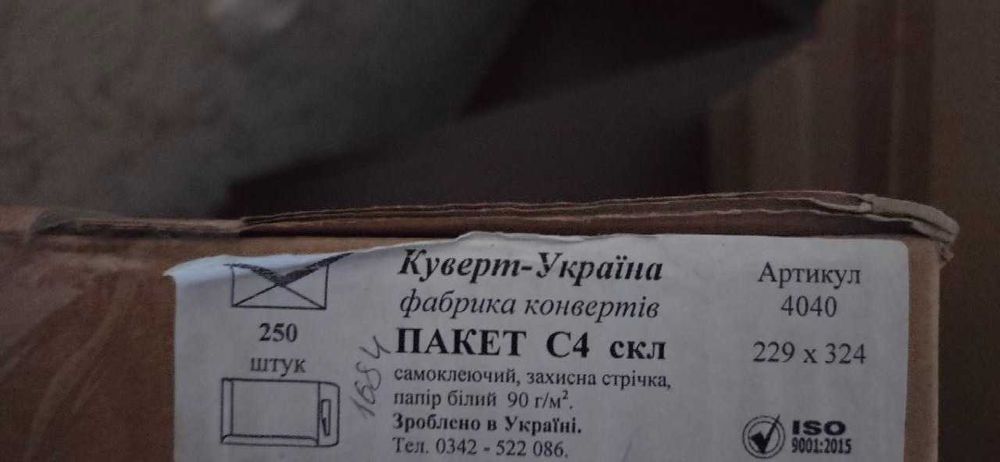 Куверт-Україна
фабрика конвертів
ПАКЕТ С4 скл
самоклеючий, захисна стрічка,
папір білий 90 г/м².
Зроблено в Україні.
Тел. 0342 - 522 086.
250
штук
Артикул
4040
229 х 324
ISO
9001:2015